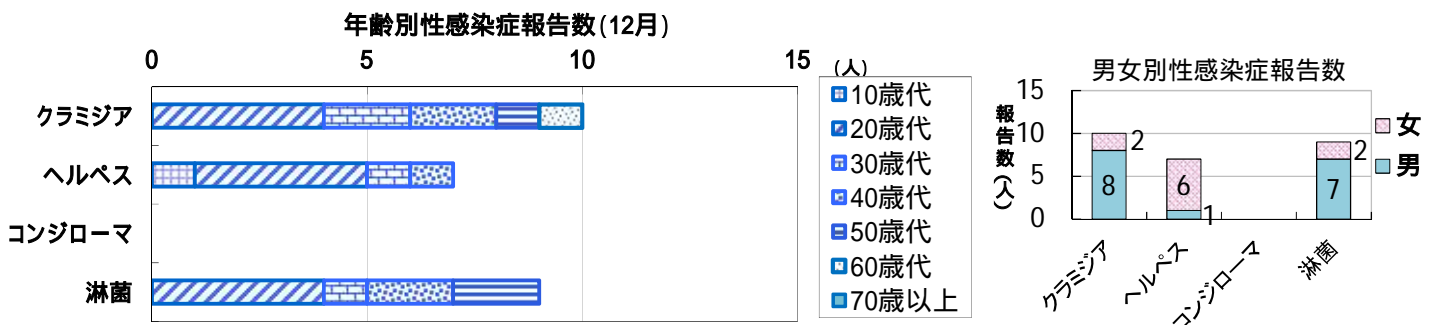 年齢別性感染症報告数(12月)
0 5 10 15
(人)
クラミジア
ヘルペス
コンジローマ
淋菌
10歳代
20歳代
30歳代
40歳代
50歳代
60歳代
70歳以上
男女別性感染症報告数
報告数(人)
15
10
5
0
2
8
6
1
2
7
女
男
クラミジア
ヘルペス
コンジローマ
淋菌